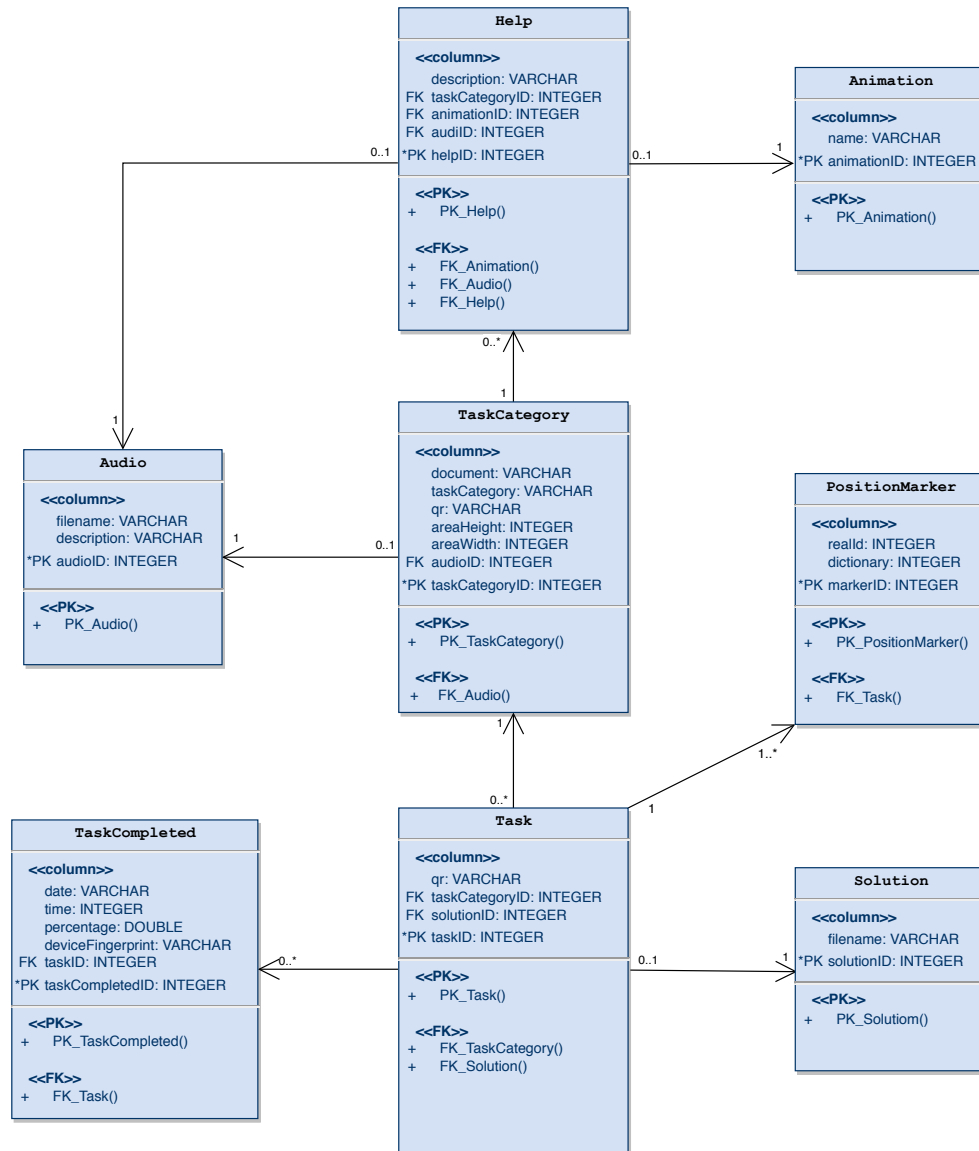 Help
<<column>>
description: VARCHAR
FK taskCategoryID: INTEGER
FK animationID: INTEGER
FK audiID: INTEGER
*PK helpID: INTEGER
<<PK>>
+ PK_Help()
<<FK>>
+ FK_Animation()
+ FK_Audio()
+ FK_Help()
0..1
0..1
1
Animation
<<column>>
name: VARCHAR
*PK animationID: INTEGER
<<PK>>
+ PK_Animation()
0..*
1
1
Audio
<<column>>
filename: VARCHAR
description: VARCHAR
*PK audioID: INTEGER
<<PK>>
+ PK_Audio()
1
0..1
TaskCategory
<<column>>
document: VARCHAR
taskCategory: VARCHAR
qr: VARCHAR
areaHeight: INTEGER
areaWidth: INTEGER
FK audioID: INTEGER
*PK taskCategoryID: INTEGER
<<PK>>
+ PK_TaskCategory()
<<FK>>
+ FK_Audio()
PositionMarker
<<column>>
realId: INTEGER
dictionary: INTEGER
*PK markerID: INTEGER
<<PK>>
+ PK_PositionMarker()
<<FK>>
+ FK_Task()
1
0..*
1
1..*
TaskCompleted
<<column>>
date: VARCHAR
time: INTEGER
percentage: DOUBLE
deviceFingerprint: VARCHAR
FK taskID: INTEGER
*PK taskCompletedID: INTEGER
<<PK>>
+ PK_TaskCompleted()
<<FK>>
+ FK_Task()
0..*
Task
<<column>>
qr: VARCHAR
FK taskCategoryID: INTEGER
FK solutionID: INTEGER
*PK taskID: INTEGER
<<PK>>
+ PK_Task()
<<FK>>
+ FK_TaskCategory()
+ FK_Solution()
0..1
1
Solution
<<column>>
filename: VARCHAR
*PK solutionID: INTEGER
<<PK>>
+ PK_Solutiom()